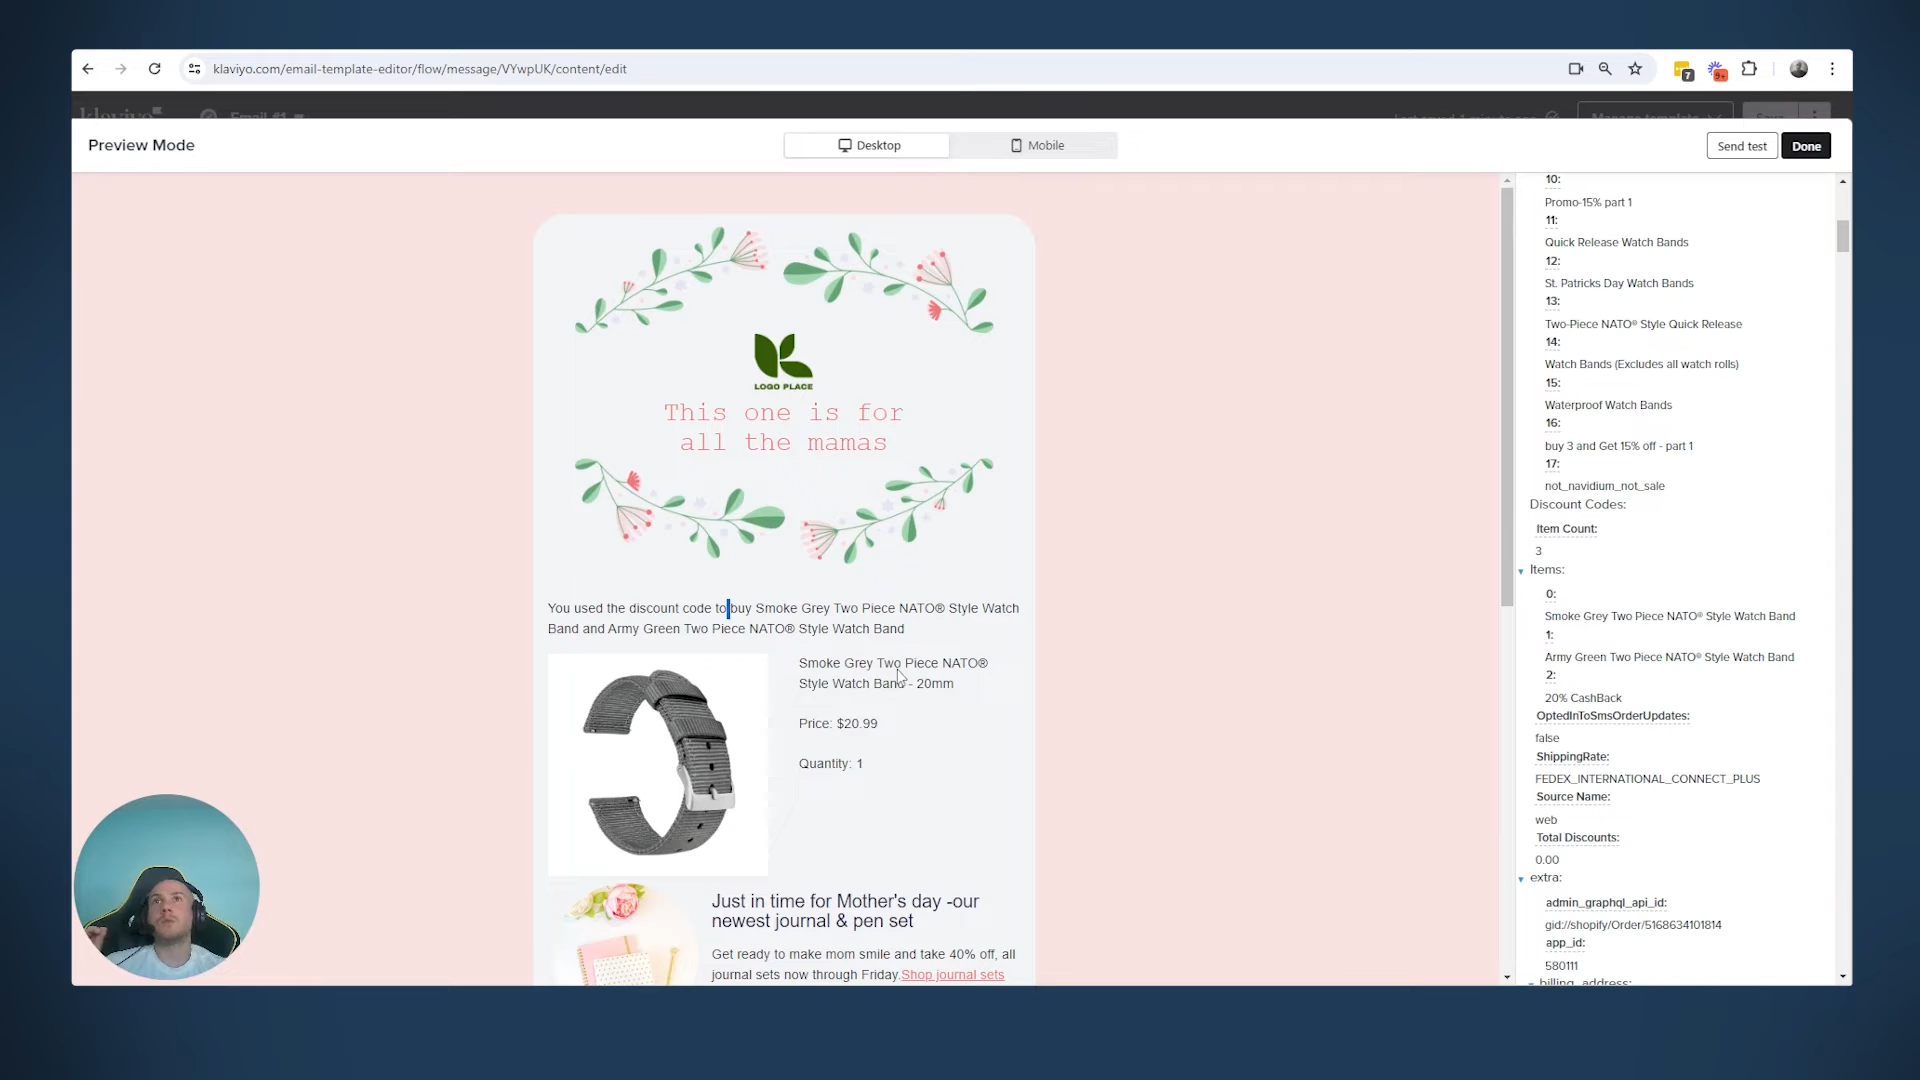 klaviyo.com/email-template-editor/flow/message/VYwpUK/content/edit
7
9+
klaviyo
Email #1
Manage template
Preview Mode
Desktop
Mobile
Send test
Done
LOGO PLACE
This one is for
all the mamas
You used the discount code to buy Smoke Grey Two Piece NATO® Style Watch
Band and Army Green Two Piece NATO® Style Watch Band
Smoke Grey Two Piece NATO®
Style Watch Band - 20mm
Price: $20.99
Quantity: 1
Just in time for Mother's day -our
newest journal & pen set
Get ready to make mom smile and take 40% off, all
journal sets now through Friday.Shop journal sets
10:
Promo-15% part 1
11:
Quick Release Watch Bands
12:
St. Patricks Day Watch Bands
13:
Two-Piece NATO® Style Quick Release
14:
Watch Bands (Excludes all watch rolls)
15:
Waterproof Watch Bands
16:
buy 3 and Get 15% off - part 1
17:
not_navidium_not_sale
Discount Codes:
Item Count:
3
Items:
0:
Smoke Grey Two Piece NATO® Style Watch Band
1:
Army Green Two Piece NATO® Style Watch Band
2:
20% CashBack
OptedInToSmsOrderUpdates:
false
ShippingRate:
FEDEX_INTERNATIONAL_CONNECT_PLUS
Source Name:
web
Total Discounts:
0.00
extra:
admin_graphql_api_id:
gid://shopify/Order/5168634101814
app_id:
580111
billing_address: